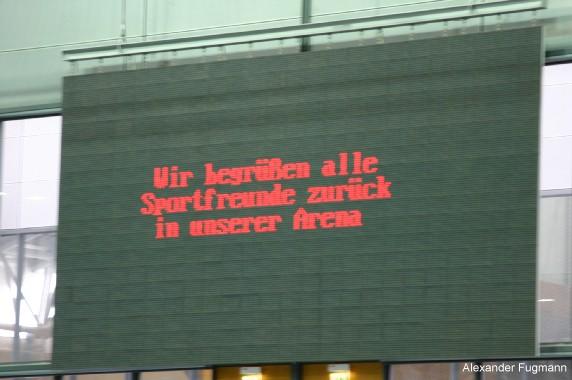 Wir begrüßen alle
Sportfreunde zurück
in unserer Arena
Alexander Fugmann